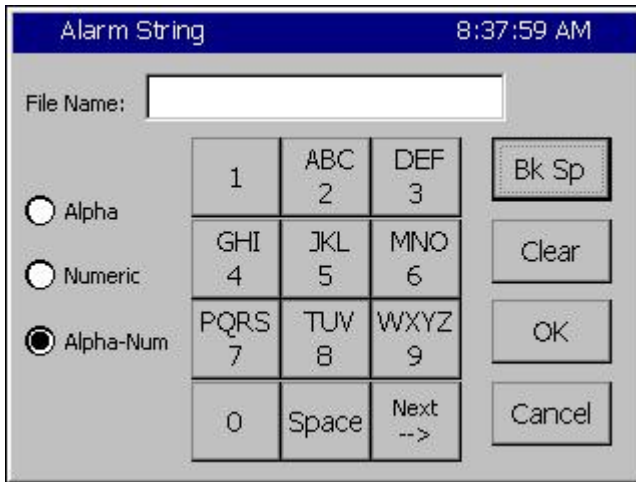 Alarm String 8:37:59 AM
File Name:
1 ABC 2 DEF 3 Bk Sp
Alpha
GHI 4 JKL 5 MNO 6 Clear
Numeric
PQRS 7 TUV 8 WXYZ 9 OK
Alpha-Num
0 Space Next --> Cancel